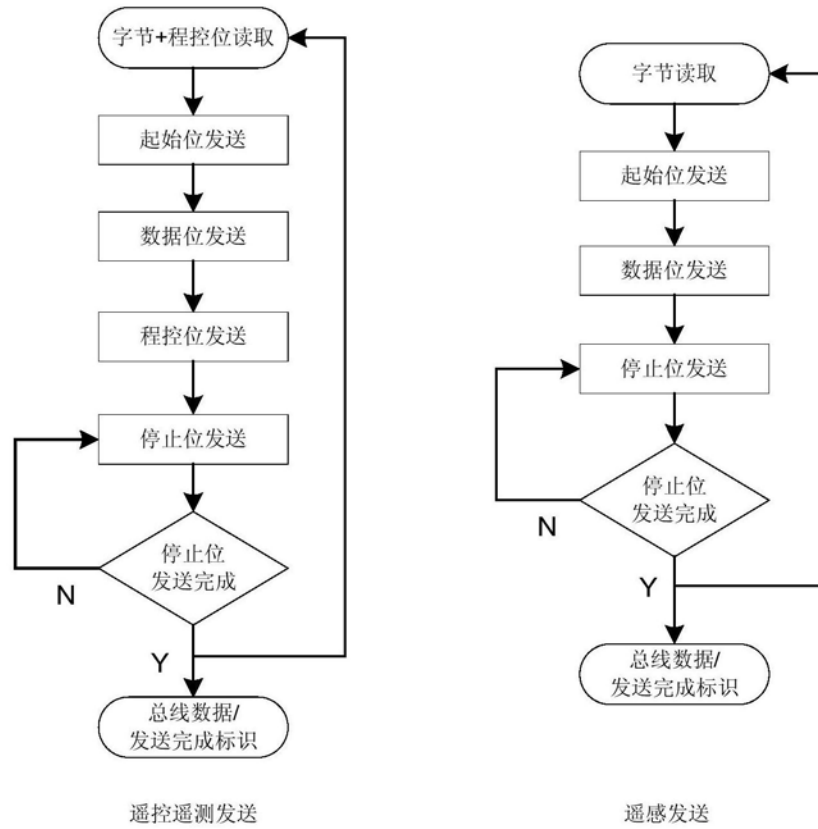 字节+程控位读取
起始位发送
数据位发送
程控位发送
停止位发送
停止位
发送完成
N
Y
总线数据/
发送完成标识
遥控遥测发送
字节读取
起始位发送
数据位发送
停止位发送
停止位
发送完成
N
Y
总线数据/
发送完成标识
遥感发送